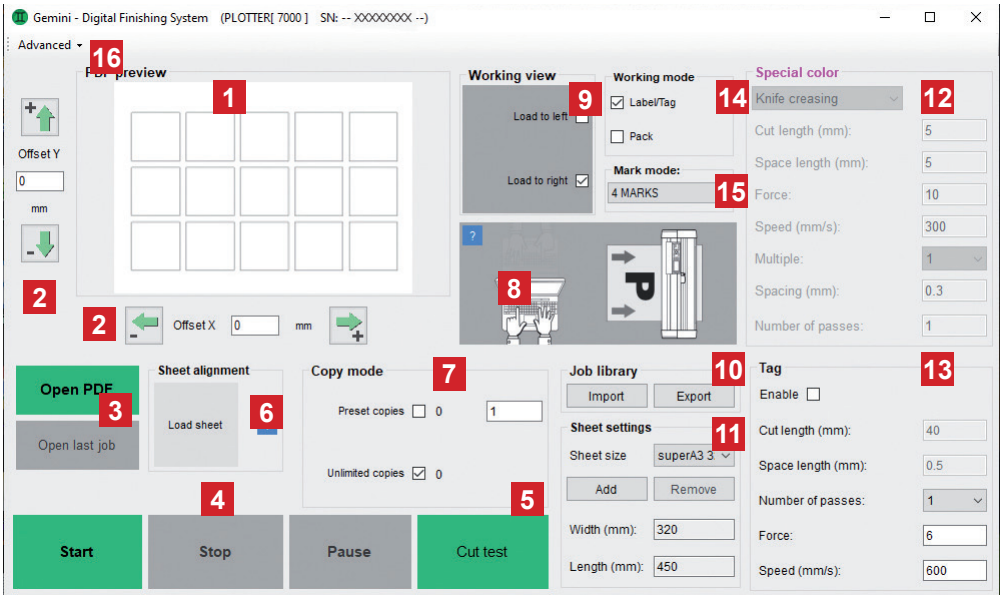 Gemini - Digital Finishing System (PLOTTER[ 7000 ] SN: -- XXXXXXXX --)
Advanced
16
PDF preview
1
+
Offset Y
0
mm
-
2
2
-
Offset X
0
mm
+
Working view
9
Load to left
Load to right
Working mode
Label/Tag
Pack
14
Mark mode:
4 MARKS
15
?
8
P
Special color
Knife creasing
12
Cut length (mm):
5
Space length (mm):
5
Force:
10
Speed (mm/s):
300
Multiple:
1
Spacing (mm):
0.3
Number of passes:
1
Open PDF
3
Open last job
Sheet alignment
Load sheet
6
Copy mode
7
Preset copies
0
1
Unlimited copies
0
Job library
10
Import
Export
Sheet settings
11
Sheet size
superA3 3
Add
Remove
Width (mm):
320
Length (mm):
450
Tag
13
Enable
Cut length (mm):
40
Space length (mm):
0.5
Number of passes:
1
Force:
6
Speed (mm/s):
600
4
5
Start
Stop
Pause
Cut test